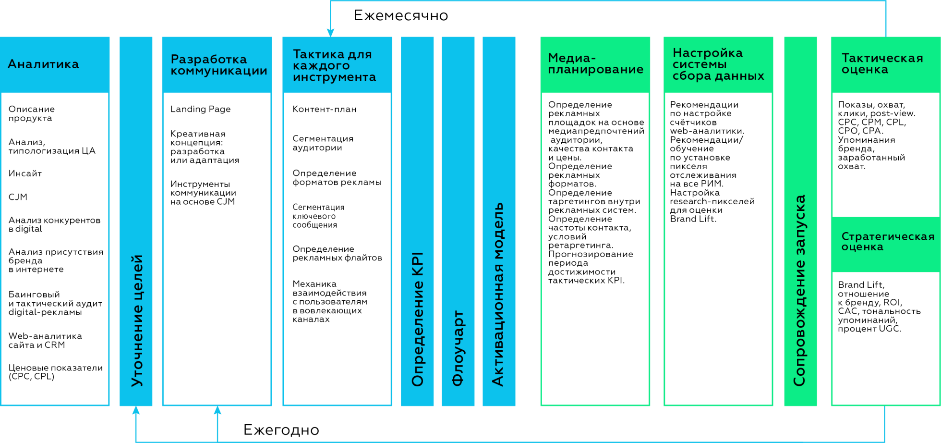 Ежемесячно
Аналитика
Описание
продукта
Анализ,
типологизация ЦА
Инсайт
CJM
Анализ конкурентов
в digital
Анализ присутствия
бренда
в интернете
Баинговый
и тактический аудит
digital-рекламы
Web-аналитика
сайта и CRM
Ценовые показатели
(CPC, CPL)
Уточнение целей
Разработка
коммуникации
Landing Page
Креативная
концепция:
разработка
или адаптация
Инструменты
коммуникации
на основе CJM
Тактика для
каждого
инструмента
Контент-план
Сегментация
аудитории
Определение
форматов рекламы
Сегментация
ключевого
сообщения
Определение
рекламных флайтов
Механика
взаимодействия
с пользователям
в вовлекающих
каналах
Определение KPI
Флоучарт
Активационная модель
Медиа-
планирование
Определение
рекламных
площадок на основе
медиапредпочтений
аудитории,
качества контакта
и цены.
Определение
рекламных
форматов.
Определение
таргетингов внутри
рекламных систем.
Определение
частоты контакта,
условий
ретаргетинга.
Прогнозирование
периода
достижимости
тактических KPI.
Настройка
системы
сбора данных
Рекомендации
по настройке
счётчиков
web-аналитики.
Рекомендации/
обучение
по установке
пикселя
отслеживания
на все РИМ.
Настройка
research-пикселей
для оценки
Brand Lift.
Сопровождение запуска
Тактическая
оценка
Показы, охват,
клики, post-view.
CPC, CPM, CPL,
CPO, CPA.
Упоминания
бренда,
заработанный
охват.
Стратегическая
оценка
Brand Lift,
отношение
к бренду, ROI,
CAC, тональность
упоминаний,
процент UGC.
Ежегодно